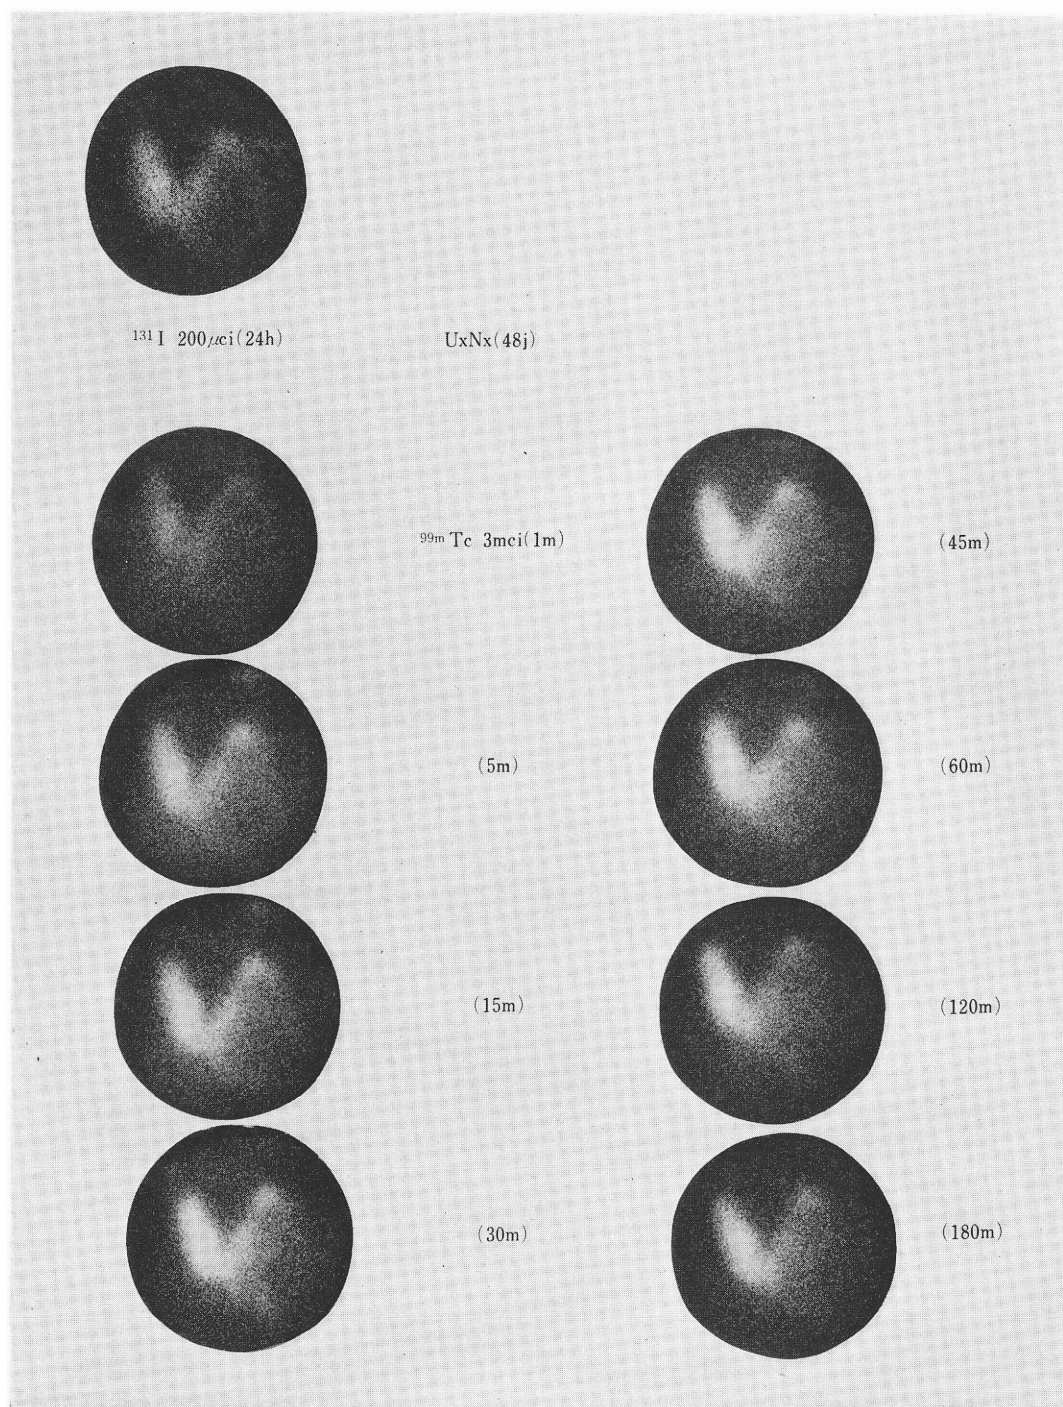 ¹³¹I 200μci(24h) UxNx(48j)
⁹⁹ᵐTc 3mci(1m)
(5m)
(15m)
(30m)
(45m)
(60m)
(120m)
(180m)